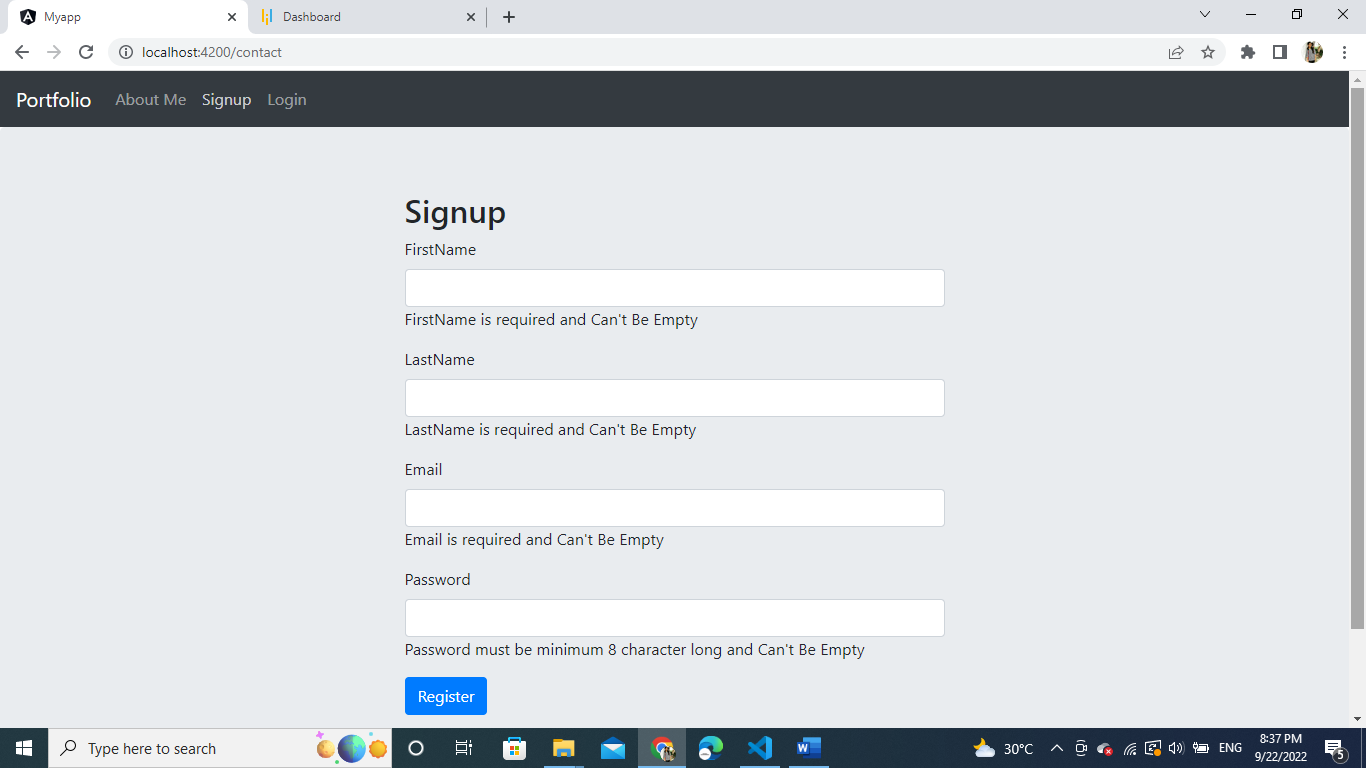 Myapp
Dashboard
localhost:4200/contact
Portfolio About Me Signup Login
Signup
FirstName
FirstName is required and Can't Be Empty
LastName
LastName is required and Can't Be Empty
Email
Email is required and Can't Be Empty
Password
Password must be minimum 8 character long and Can't Be Empty
Register
Type here to search
30°C
ENG
8:37 PM
9/22/2022
5